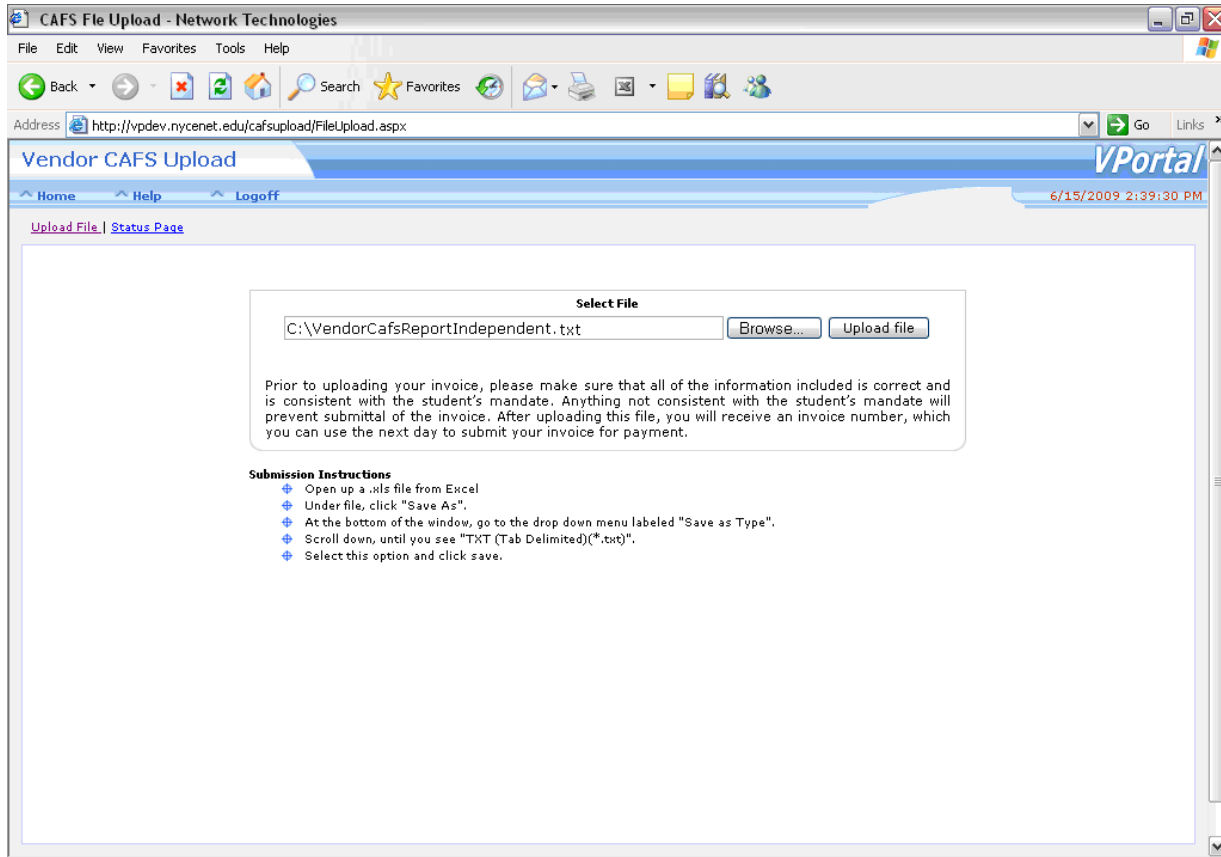 CAFS Fle Upload - Network Technologies
File Edit View Favorites Tools Help
Back Search Favorites
Address http://vpdev.nycenet.edu/cafsupload/FileUpload.aspx Go Links »
Vendor CAFS Upload VPortal
Home Help Logoff 6/15/2009 2:39:30 PM
Upload File | Status Page
Select File
C:\VendorCafsReportIndependent.txt Browse... Upload file
Prior to uploading your invoice, please make sure that all of the information included is correct and
is consistent with the student's mandate. Anything not consistent with the student's mandate will
prevent submittal of the invoice. After uploading this file, you will receive an invoice number, which
you can use the next day to submit your invoice for payment.
Submission Instructions
Open up a .xls file from Excel
Under file, click "Save As".
At the bottom of the window, go to the drop down menu labeled "Save as Type".
Scroll down, until you see "TXT (Tab Delimited)(*.txt)".
Select this option and click save.